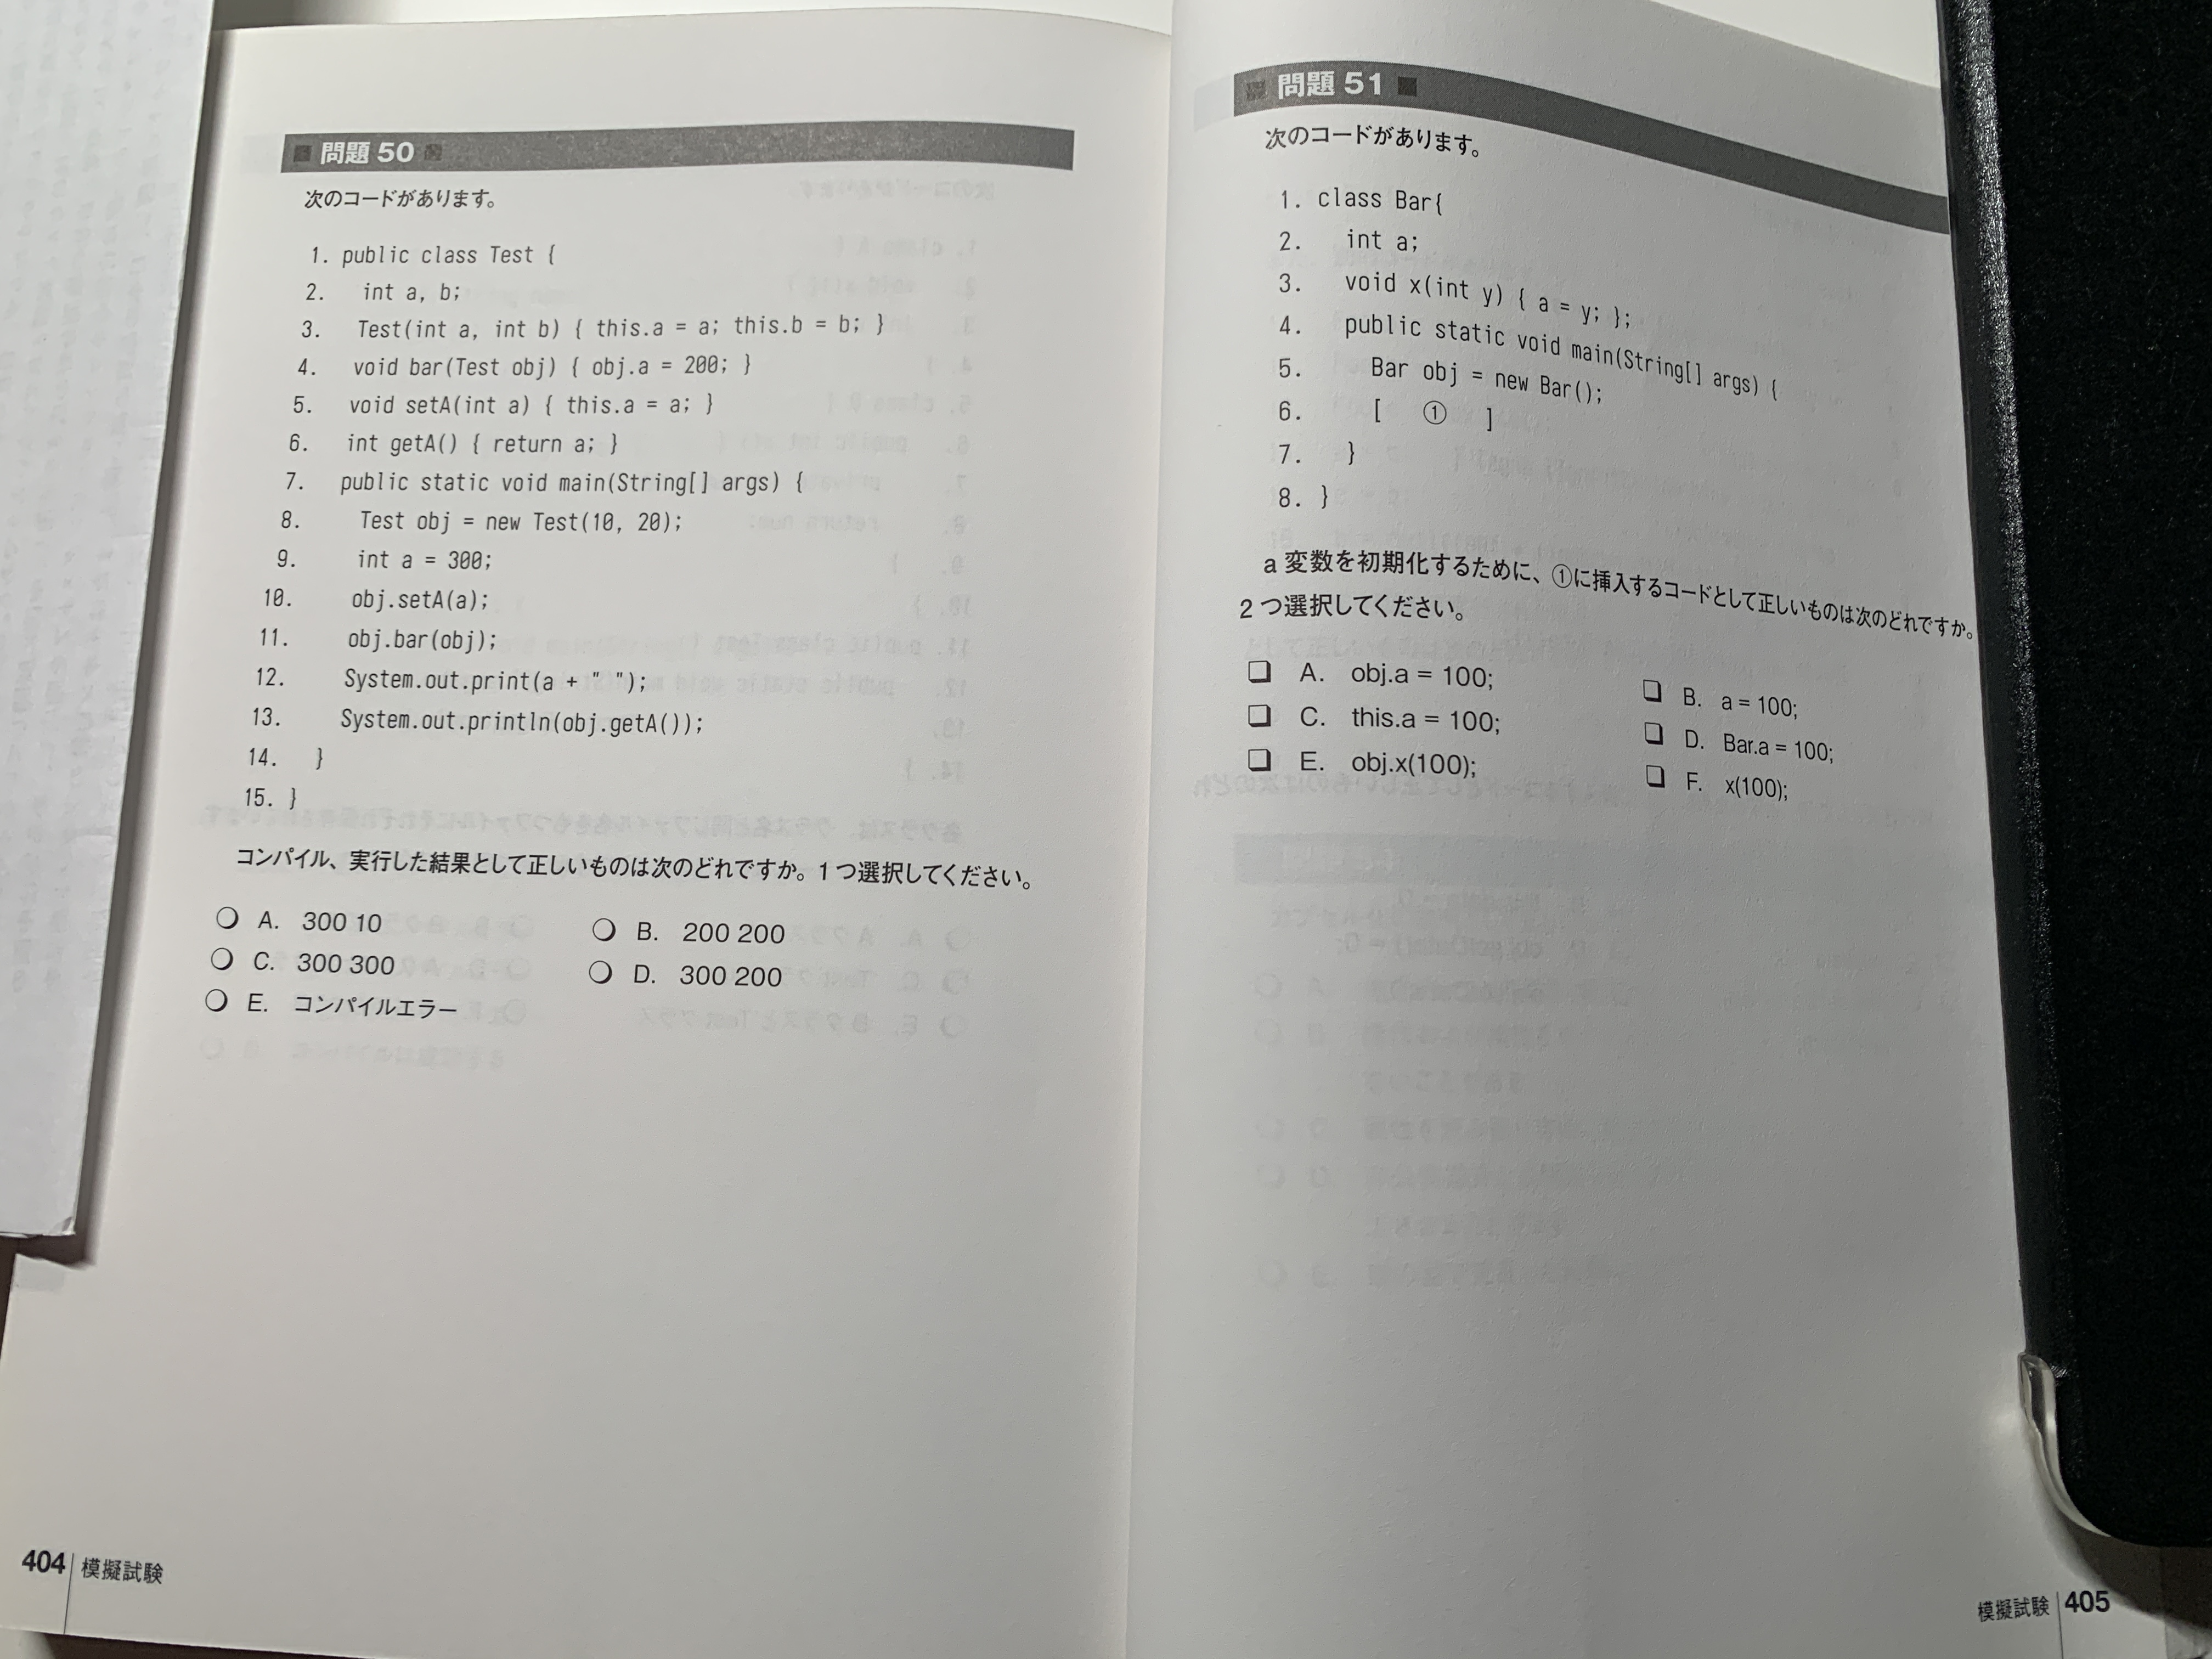 問題 50
次のコードがあります。
1. public class Test {
2. int a, b;
3. Test(int a, int b) { this.a = a; this.b = b; }
4. void bar(Test obj) { obj.a = 200; }
5. void setA(int a) { this.a = a; }
6. int getA() { return a; }
7. public static void main(String[] args) {
8. Test obj = new Test(10, 20);
9. int a = 300;
10. obj.setA(a);
11. obj.bar(obj);
12. System.out.print(a + " ");
13. System.out.println(obj.getA());
14. }
15. }
コンパイル、実行した結果として正しいものは次のどれですか。1つ選択してください。
A. 300 10 B. 200 200
C. 300 300 D. 300 200
E. コンパイルエラー
404 模擬試験
問題 51
次のコードがあります。
1. class Bar{
2. int a;
3. void x(int y) { a = y; };
4. public static void main(String[] args) {
5. Bar obj = new Bar();
6. [ ① ]
7. }
8. }
a 変数を初期化するために、①に挿入するコードとして正しいものは次のどれですか。
2つ選択してください。
A. obj.a = 100; B. a = 100;
C. this.a = 100; D. Bar.a = 100;
E. obj.x(100); F. x(100);
模擬試験 405